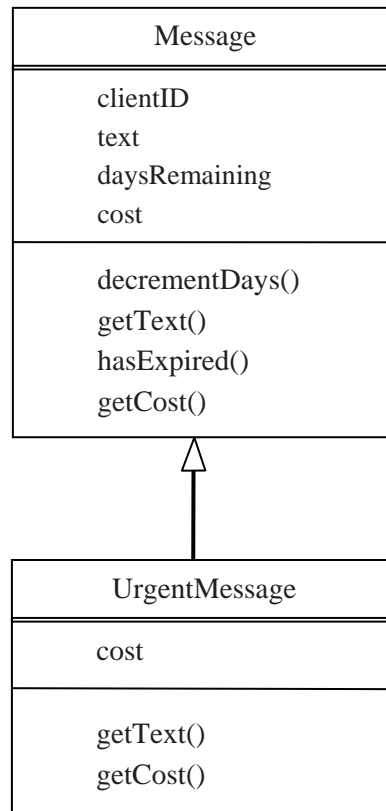 Message
clientID
text
daysRemaining
cost
decrementDays()
getText()
hasExpired()
getCost()
UrgentMessage
cost
getText()
getCost()